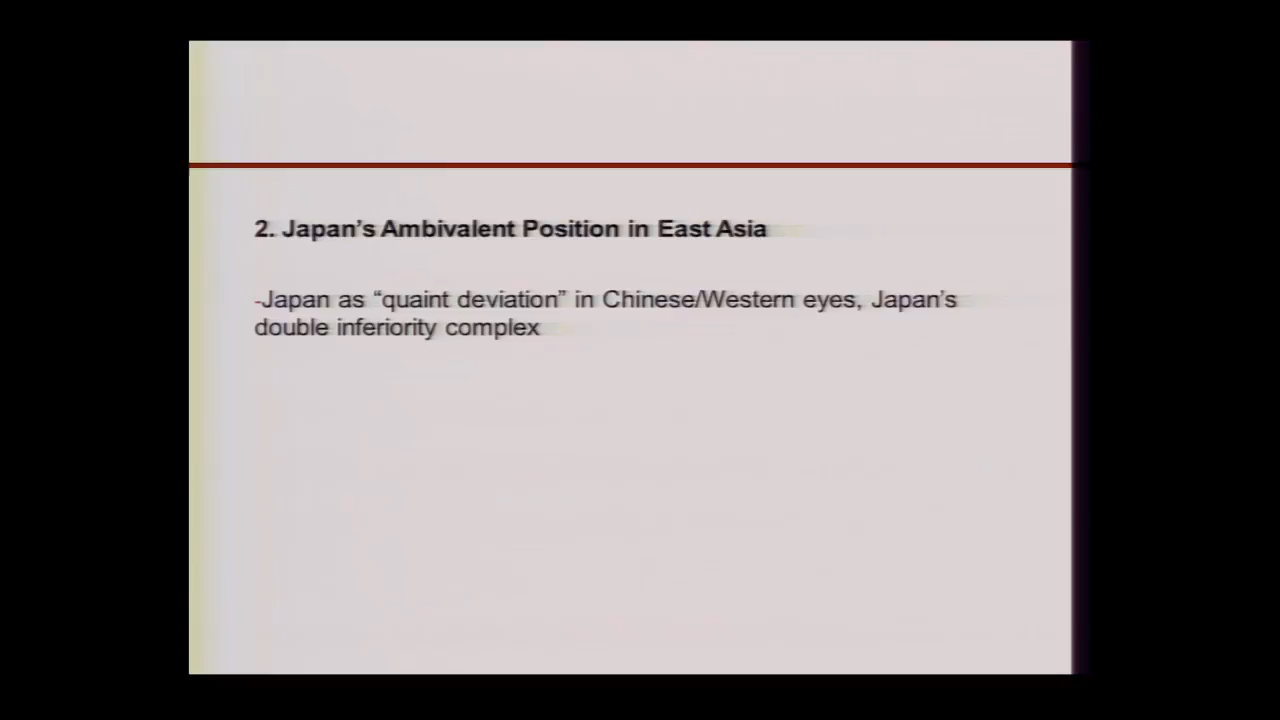 2. Japan’s Ambivalent Position in East Asia
-Japan as “quaint deviation” in Chinese/Western eyes, Japan’s
double inferiority complex